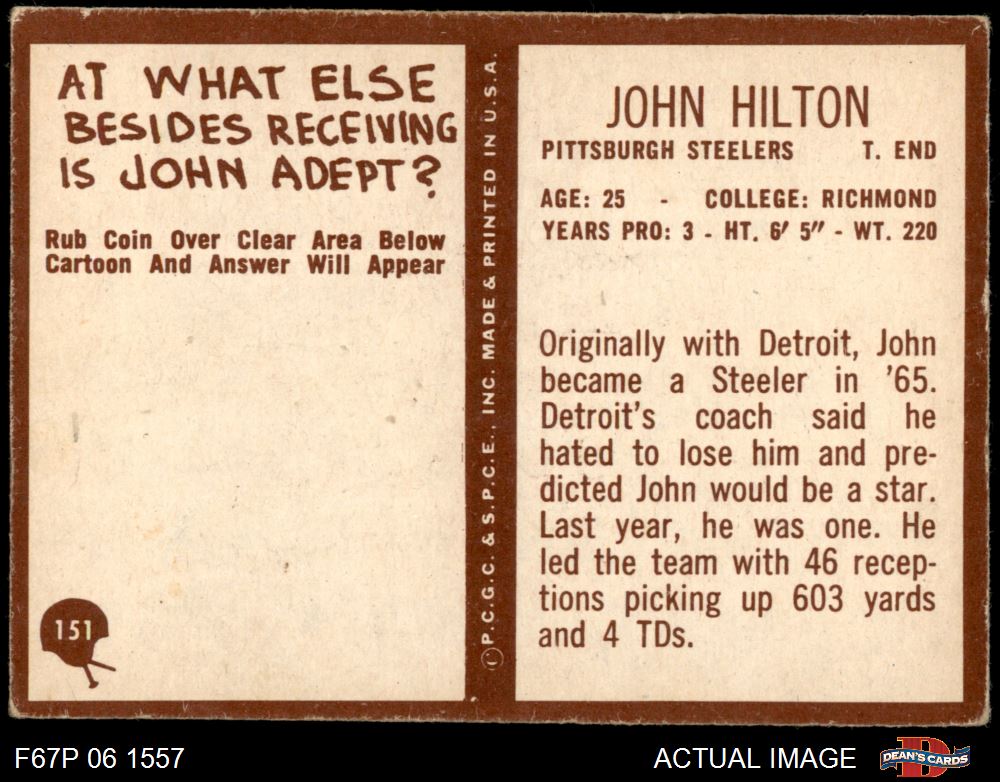 AT WHAT ELSE
BESIDES RECEIVING
IS JOHN ADEPT?
Rub Coin Over Clear Area Below
Cartoon And Answer Will Appear
151
©P.C.G.C. & S.P.C.E., INC. MADE & PRINTED IN U.S.A.
JOHN HILTON
PITTSBURGH STEELERS T. END
AGE: 25 - COLLEGE: RICHMOND
YEARS PRO: 3 - HT. 6' 5" - WT. 220
Originally with Detroit, John
became a Steeler in '65.
Detroit's coach said he
hated to lose him and pre-
dicted John would be a star.
Last year, he was one. He
led the team with 46 recep-
tions picking up 603 yards
and 4 TDs.
F67P 06 1557
ACTUAL IMAGE
D
DEAN'S CARDS